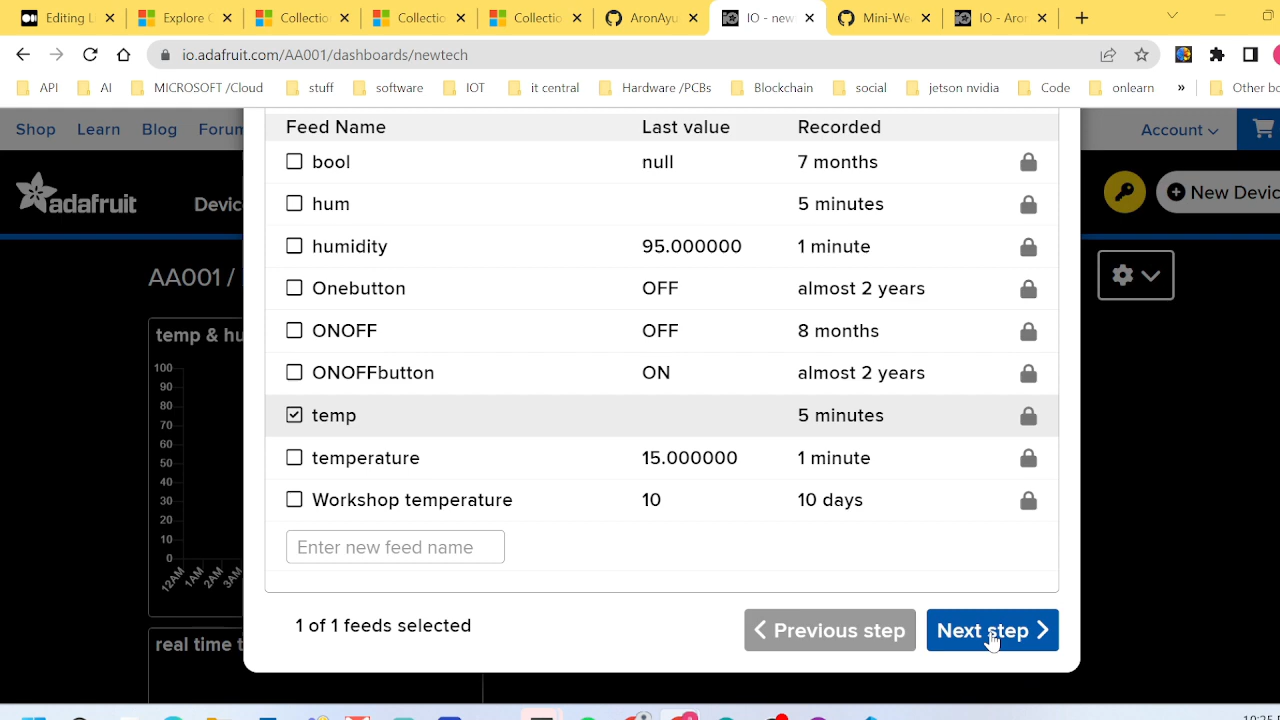 Editing L
Explore C
Collectio
Collectio
Collectio
AronAyu
IO - new
Mini-We
IO - Aror
io.adafruit.com/AA001/dashboards/newtech
API
AI
MICROSOFT /Cloud
stuff
software
IOT
it central
Hardware /PCBs
Blockchain
social
jetson nvidia
Code
onlearn
»
Other bo
Shop
Learn
Blog
Forum
Account
adafruit
Devic
New Devic
AA001 /
Feed Name Last value Recorded
bool null 7 months
hum 5 minutes
humidity 95.000000 1 minute
Onebutton OFF almost 2 years
ONOFF OFF 8 months
ONOFFbutton ON almost 2 years
temp 5 minutes
temperature 15.000000 1 minute
Workshop temperature 10 10 days
Enter new feed name
1 of 1 feeds selected
Previous step
Next step
temp & hu
100
90
80
70
60
50
40
30
20
10
0
12AM
1AM
2AM
3AM
real time t